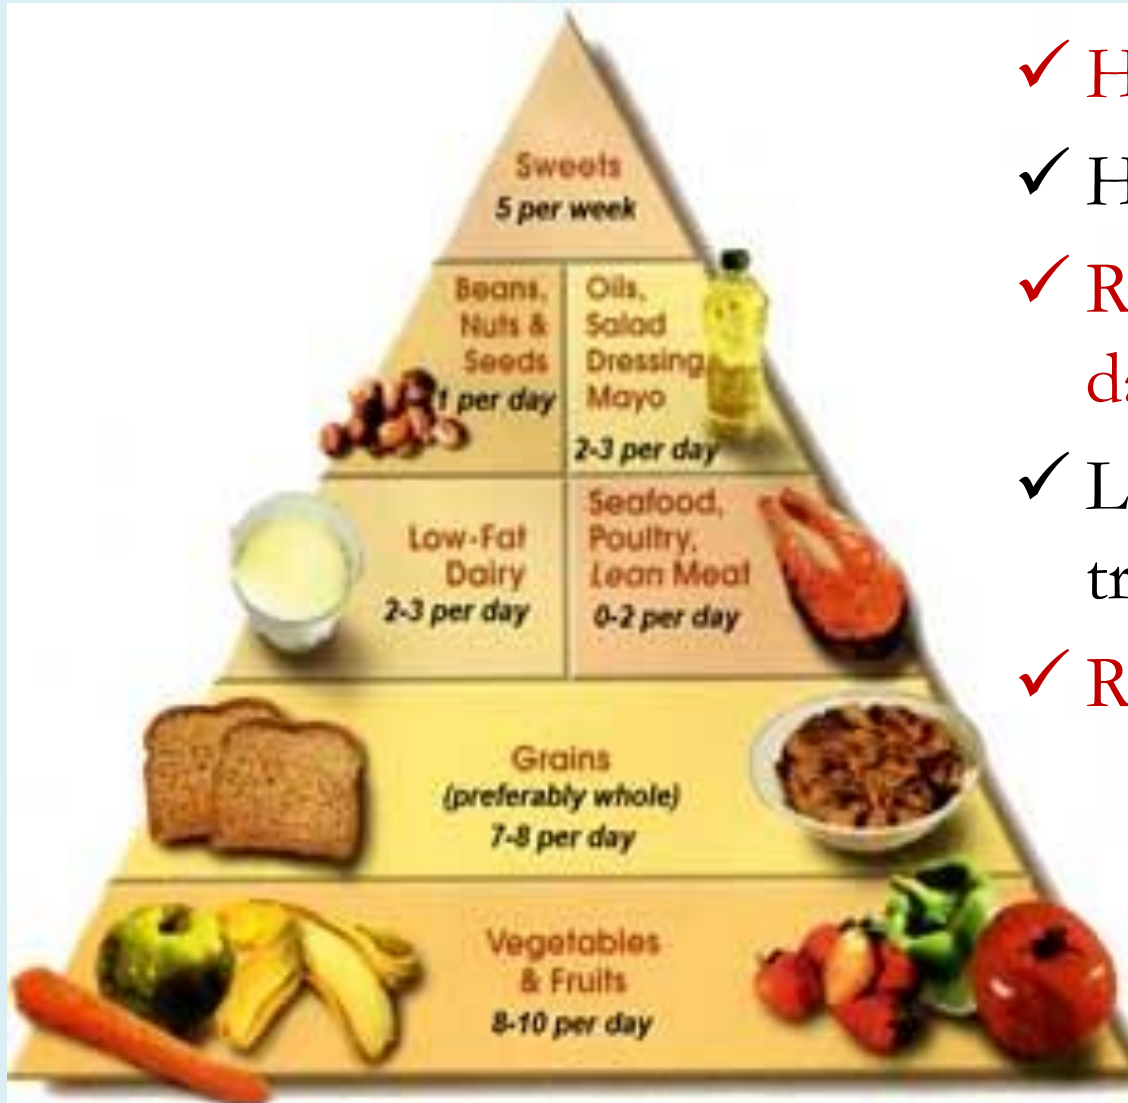 Sweets
5 per week
Beans,
Nuts &
Seeds
1 per day
Oils,
Salad
Dressing,
Mayo
2-3 per day
Low-Fat
Dairy
2-3 per day
Seafood,
Poultry,
Lean Meat
0-2 per day
Grains
(preferably whole)
7-8 per day
Vegetables
& Fruits
8-10 per day
✓ H
✓ H
✓ R
da
✓ L
tr
✓ R